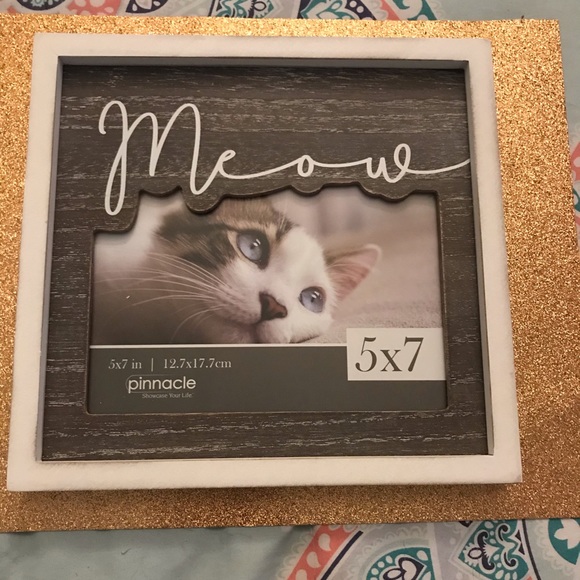 Meow
5x7 in | 12.7x17.7cm
5x7
pinnacle
Showcase Your Life